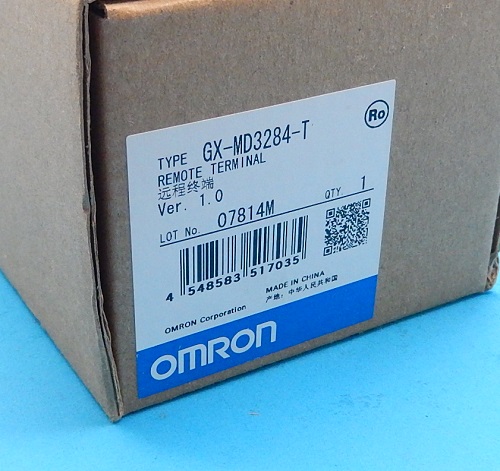 Ro
TYPE GX-MD3284-T
REMOTE TERMINAL
远程终端
Ver. 1.0
LOT No. 07814M QTY. 1
4 548583 517035
MADE IN CHINA
产地: 中华人民共和国
OMRON Corporation
OMRON